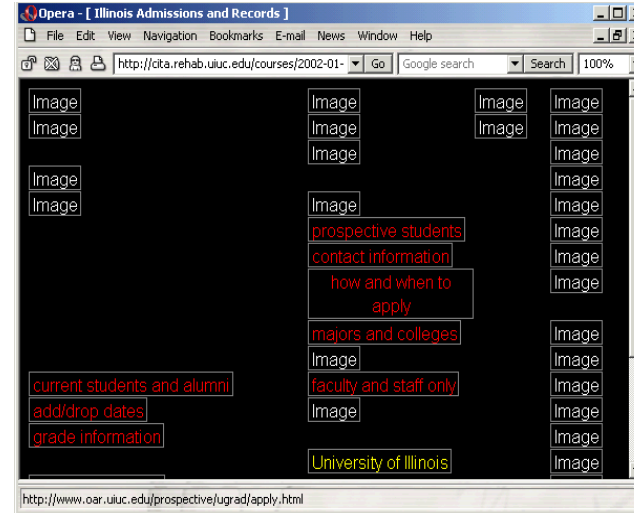 Opera - [ Illinois Admissions and Records ]
File Edit View Navigation Bookmarks E-mail News Window Help
http://cita.rehab.uiuc.edu/courses/2002-01- Go Google search Search 100%
Image Image Image Image
Image Image Image Image
Image Image
Image Image
Image Image Image
prospective students Image
contact information Image
how and when to Image
apply
majors and colleges Image
Image Image
current students and alumni faculty and staff only Image
add/drop dates Image Image
grade information Image
University of Illinois Image
http://www.oar.uiuc.edu/prospective/ugrad/apply.html